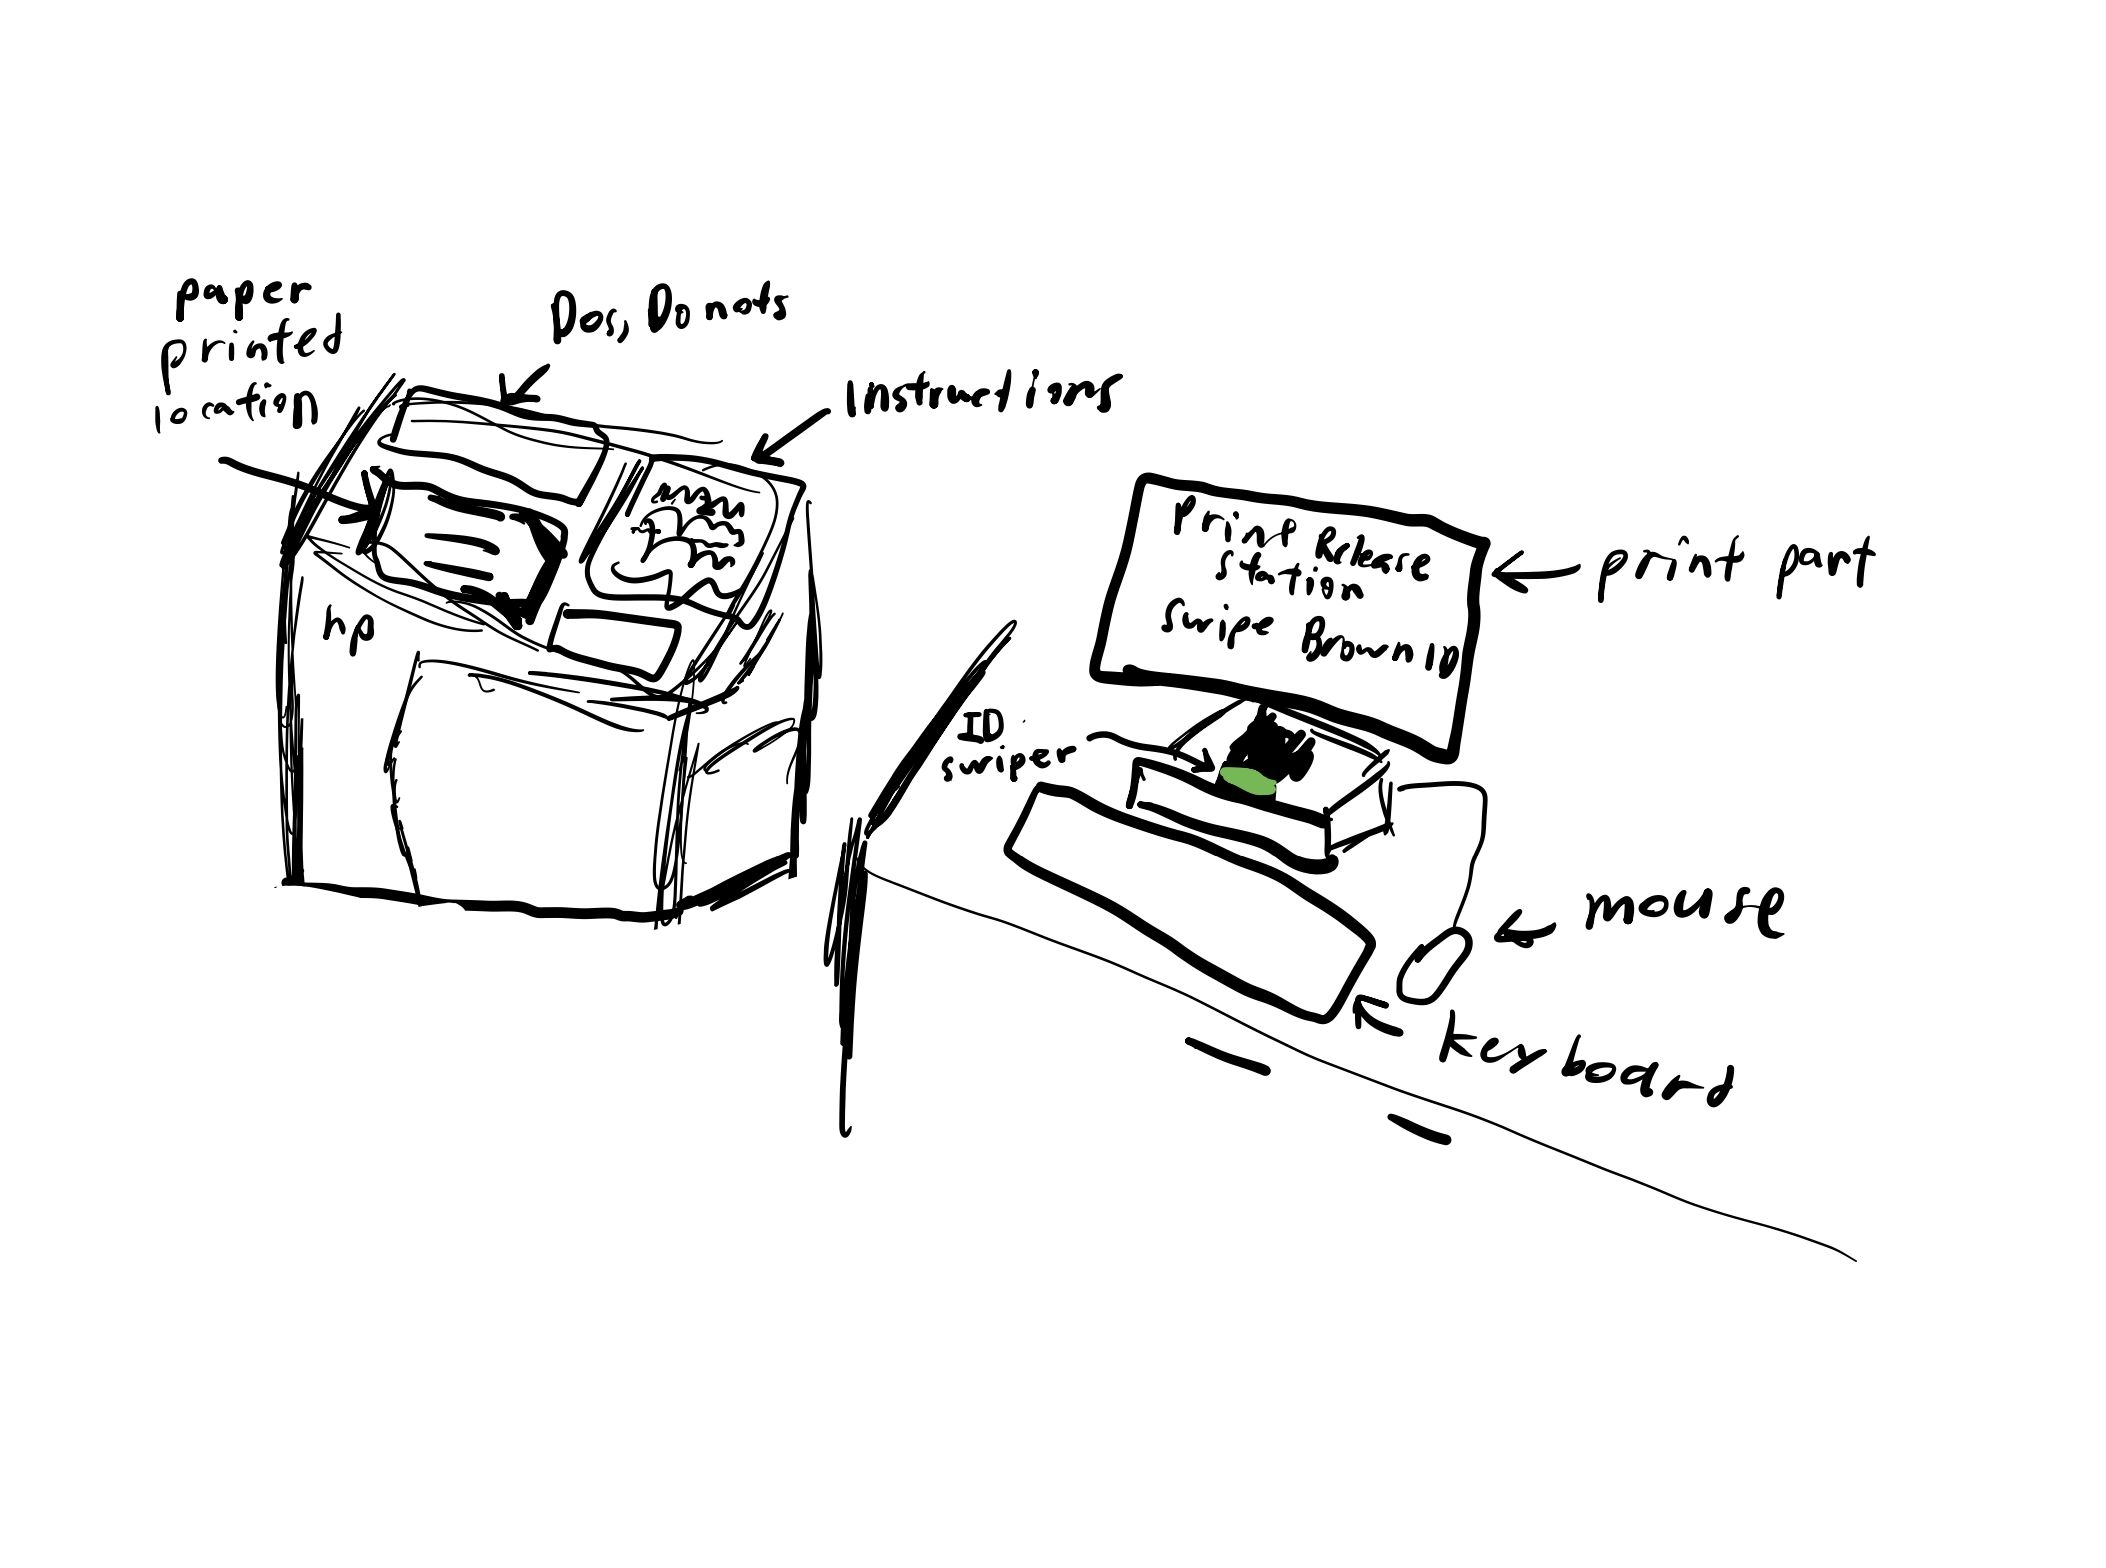 paper
printed
location
Dos, Do nots
Instructions
hp
Print Release
Station
Swipe Brown ID
print part
ID
swiper
mouse
keyboard